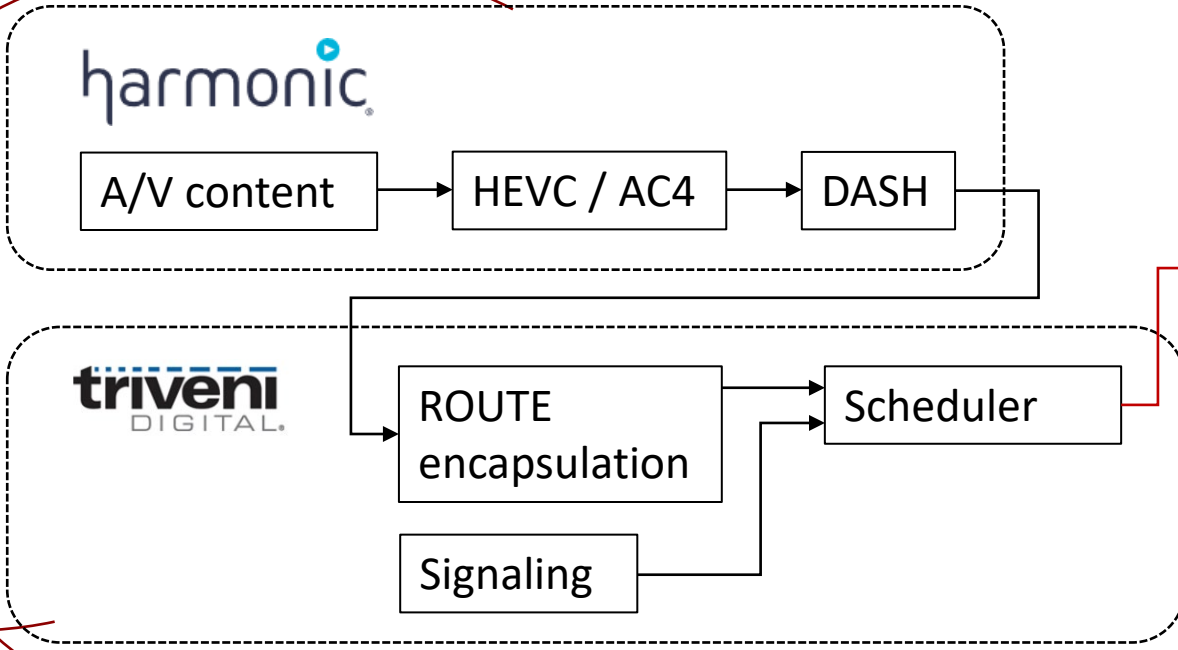 harmonic®
A/V content
HEVC / AC4
DASH
triveni
DIGITAL.
ROUTE
encapsulation
Scheduler
Signaling